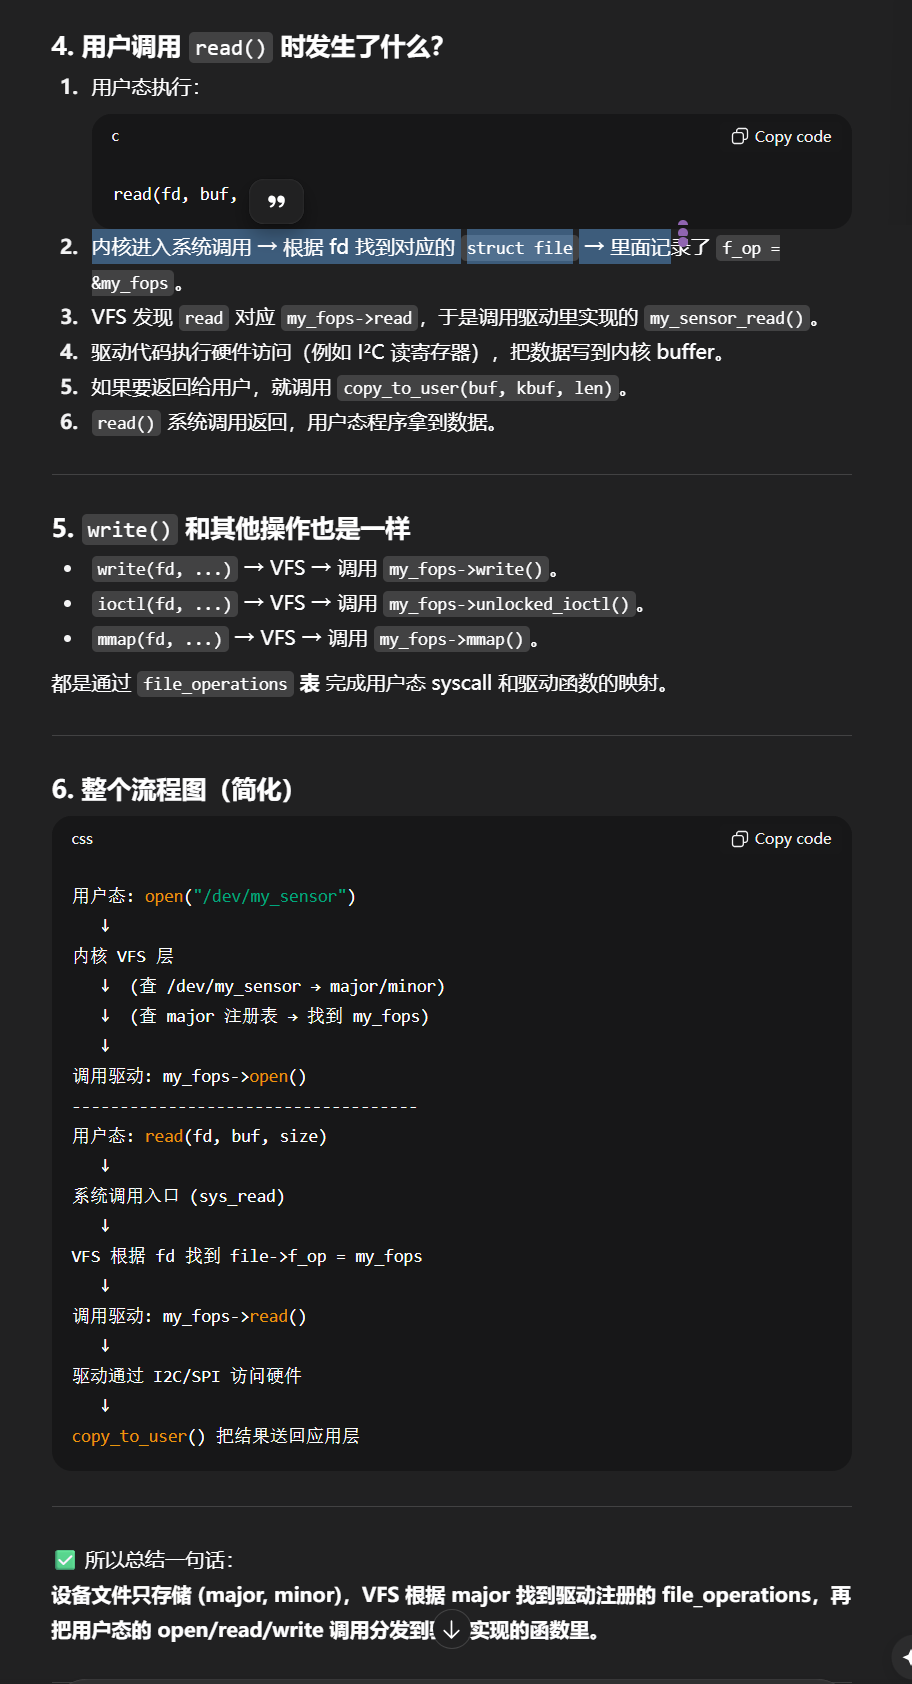 4. 用户调用 read() 时发生了什么？
1. 用户态执行：
c
Copy code
read(fd, buf,
2. 内核进入系统调用 → 根据 fd 找到对应的 struct file → 里面记录了 f_op =
&my_fops。
3. VFS 发现 read 对应 my_fops->read，于是调用驱动里实现的 my_sensor_read()。
4. 驱动代码执行硬件访问（例如 I²C 读寄存器），把数据写到内核 buffer。
5. 如果要返回给用户，就调用 copy_to_user(buf, kbuf, len)。
6. read() 系统调用返回，用户态程序拿到数据。
5. write() 和其他操作也是一样
• write(fd, ...) → VFS → 调用 my_fops->write()。
• ioctl(fd, ...) → VFS → 调用 my_fops->unlocked_ioctl()。
• mmap(fd, ...) → VFS → 调用 my_fops->mmap()。
都是通过 file_operations 表 完成用户态 syscall 和驱动函数的映射。
6. 整个流程图（简化）
css
Copy code
用户态: open("/dev/my_sensor")
↓
内核 VFS 层
↓ (查 /dev/my_sensor → major/minor)
↓ (查 major 注册表 → 找到 my_fops)
↓
调用驱动: my_fops->open()
------------------------------------
用户态: read(fd, buf, size)
↓
系统调用入口 (sys_read)
↓
VFS 根据 fd 找到 file->f_op = my_fops
↓
调用驱动: my_fops->read()
↓
驱动通过 I2C/SPI 访问硬件
↓
copy_to_user() 把结果送回应用层
✅ 所以总结一句话：
设备文件只存储 (major, minor)，VFS 根据 major 找到驱动注册的 file_operations，再
把用户态的 open/read/write 调用分发到 实现的函数里。